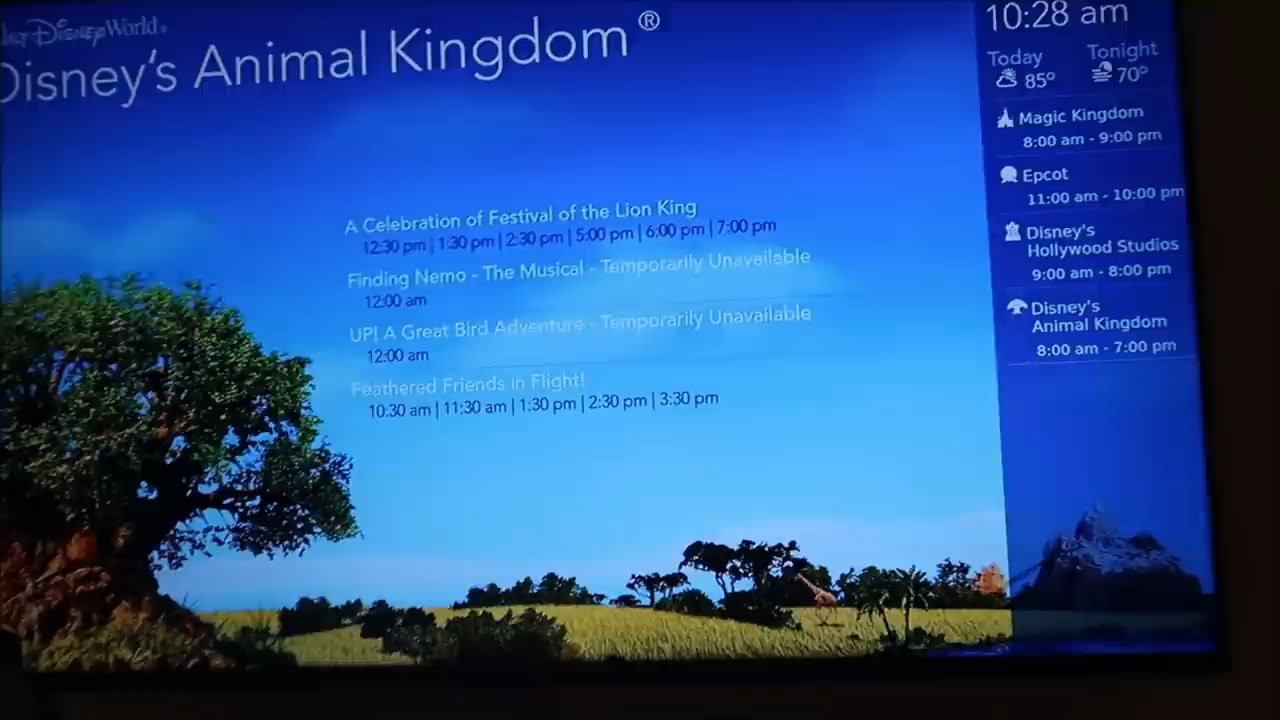 WALT DISNEY World®
Disney's Animal Kingdom®
A Celebration of Festival of the Lion King
12:30 pm | 1:30 pm | 2:30 pm | 5:00 pm | 6:00 pm | 7:00 pm
Finding Nemo - The Musical - Temporarily Unavailable
12:00 am
UP! A Great Bird Adventure - Temporarily Unavailable
12:00 am
Feathered Friends in Flight!
10:30 am | 11:30 am | 1:30 pm | 2:30 pm | 3:30 pm
10:28 am
Today Tonight
85° 70°
Magic Kingdom
8:00 am - 9:00 pm
Epcot
11:00 am - 10:00 pm
Disney's
Hollywood Studios
9:00 am - 8:00 pm
Disney's
Animal Kingdom
8:00 am - 7:00 pm